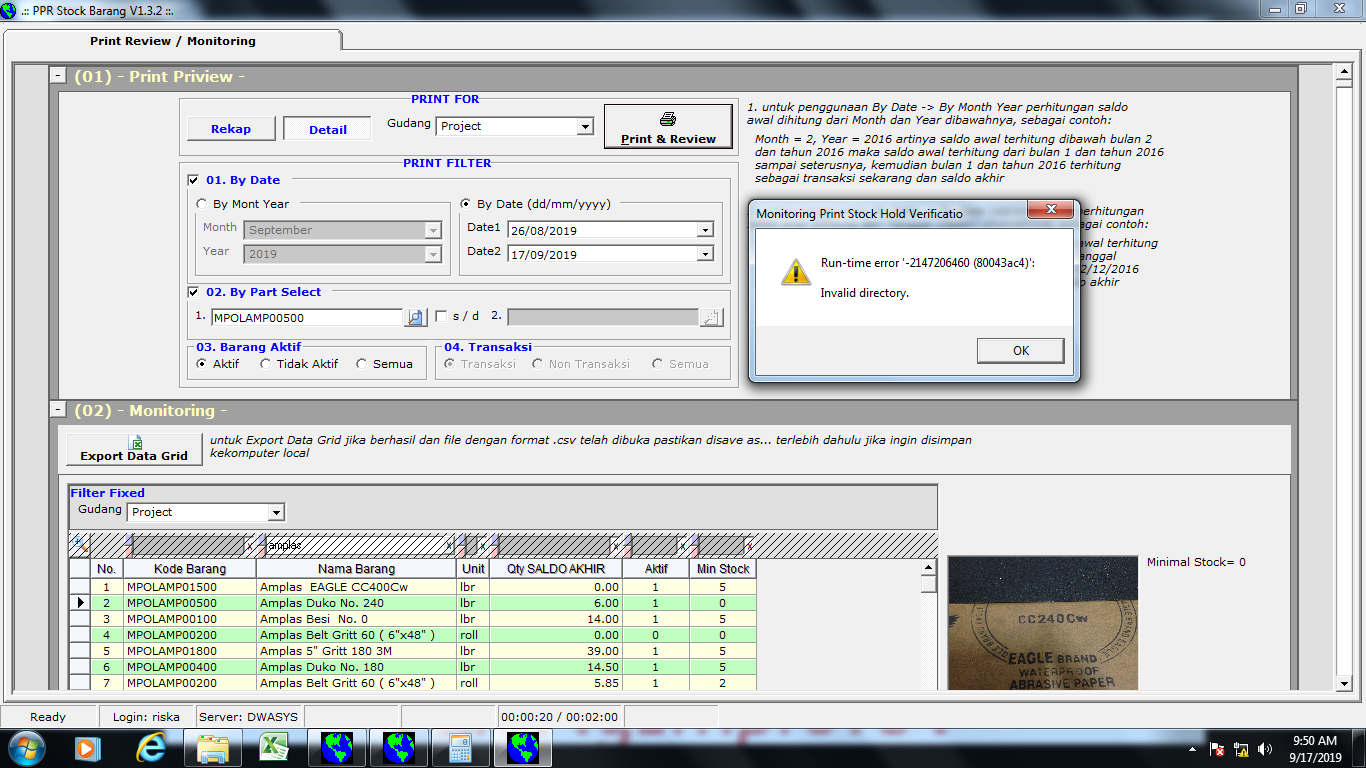 .:: PPR Stock Barang V1.3.2 ::.
Print Review / Monitoring
(01) - Print Priview -
PRINT FOR
Rekap
Detail
Gudang
Project
Print & Review
PRINT FILTER
01. By Date
By Mont Year
Month
September
Year
2019
By Date (dd/mm/yyyy)
Date1
26/08/2019
Date2
17/09/2019
02. By Part Select
1.
MPOLAMP00500
s / d
2.
03. Barang Aktif
Aktif
Tidak Aktif
Semua
04. Transaksi
Transaksi
Non Transaksi
Semua
1. untuk penggunaan By Date -> By Month Year perhitungan saldo
awal dihitung dari Month dan Year dibawahnya, sebagai contoh:
Month = 2, Year = 2016 artinya saldo awal terhitung dibawah bulan 2
dan tahun 2016 maka saldo awal terhitung dari bulan 1 dan tahun 2016
sampai seterusnya, kemudian bulan 1 dan tahun 2016 terhitung
sebagai transaksi sekarang dan saldo akhir
perhitungan
agai contoh:
awal terhitung
anggal
2/12/2016
o akhir
Monitoring Print Stock Hold Verificatio
Run-time error '-2147206460 (80043ac4)':
Invalid directory.
OK
(02) - Monitoring -
Export Data Grid
untuk Export Data Grid jika berhasil dan file dengan format .csv telah dibuka pastikan disave as... terlebih dahulu jika ingin disimpan
kekomputer local
Filter Fixed
Gudang
Project
x amplas x x x x x
No. Kode Barang Nama Barang Unit Qty SALDO AKHIR Aktif Min Stock
1 MPOLAMP01500 Amplas EAGLE CC400Cw lbr 0.00 1 5
2 MPOLAMP00500 Amplas Duko No. 240 lbr 6.00 1 0
3 MPOLAMP00100 Amplas Besi No. 0 lbr 14.00 1 5
4 MPOLAMP00200 Amplas Belt Gritt 60 ( 6"x48" ) roll 0.00 0 0
5 MPOLAMP01800 Amplas 5" Gritt 180 3M lbr 39.00 1 5
6 MPOLAMP00400 Amplas Duko No. 180 lbr 14.50 1 5
7 MPOLAMP00200 Amplas Belt Gritt 60 ( 6"x48" ) roll 5.85 1 2
Minimal Stock= 0
CC240Cw
EAGLE BRAND
WATERPROOF
ABRASIVE PAPER
Ready
Login: riska
Server: DWASYS
00:00:20 / 00:02:00
9:50 AM
9/17/2019